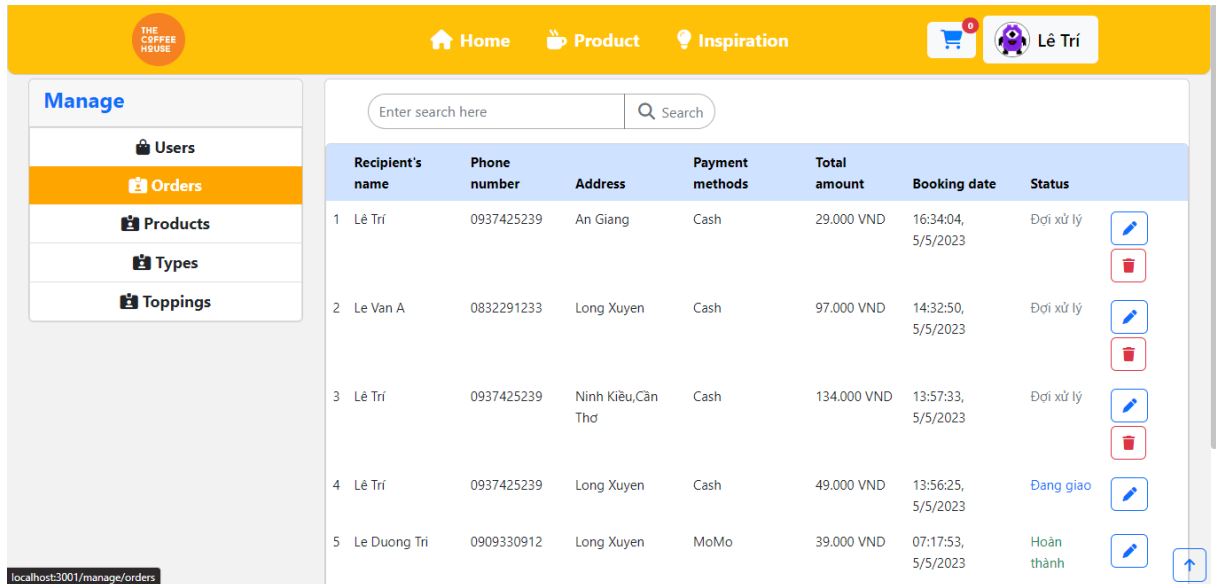 THE
COFFEE
HOUSE
Home Product Inspiration
0
Lê Trí
Manage
Users
Orders
Products
Types
Toppings
Enter search here Search
Recipient's Phone Payment Total
name number Address methods amount Booking date Status
1 Lê Trí 0937425239 An Giang Cash 29.000 VND 16:34:04, Đợi xử lý
5/5/2023
2 Le Van A 0832291233 Long Xuyen Cash 97.000 VND 14:32:50, Đợi xử lý
5/5/2023
3 Lê Trí 0937425239 Ninh Kiều,Cần Cash 134.000 VND 13:57:33, Đợi xử lý
Thơ 5/5/2023
4 Lê Trí 0937425239 Long Xuyen Cash 49.000 VND 13:56:25, Đang giao
5/5/2023
5 Le Duong Tri 0909330912 Long Xuyen MoMo 39.000 VND 07:17:53, Hoàn
5/5/2023 thành
localhost:3001/manage/orders